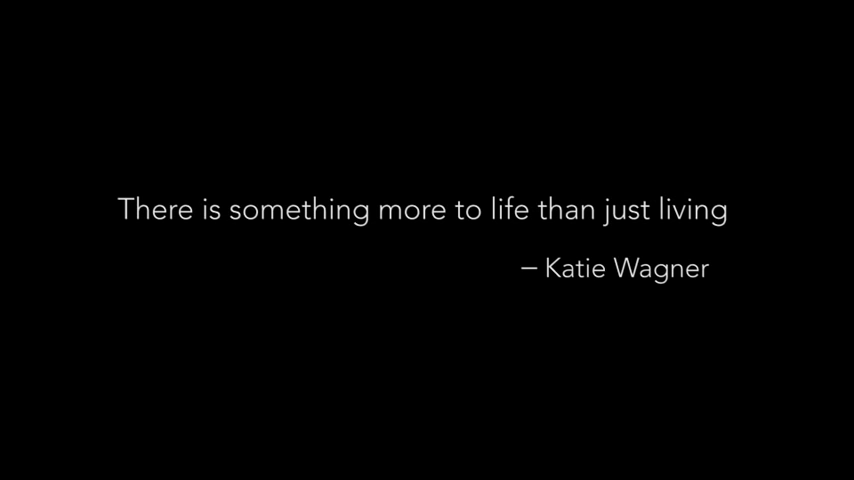 There is something more to life than just living
– Katie Wagner